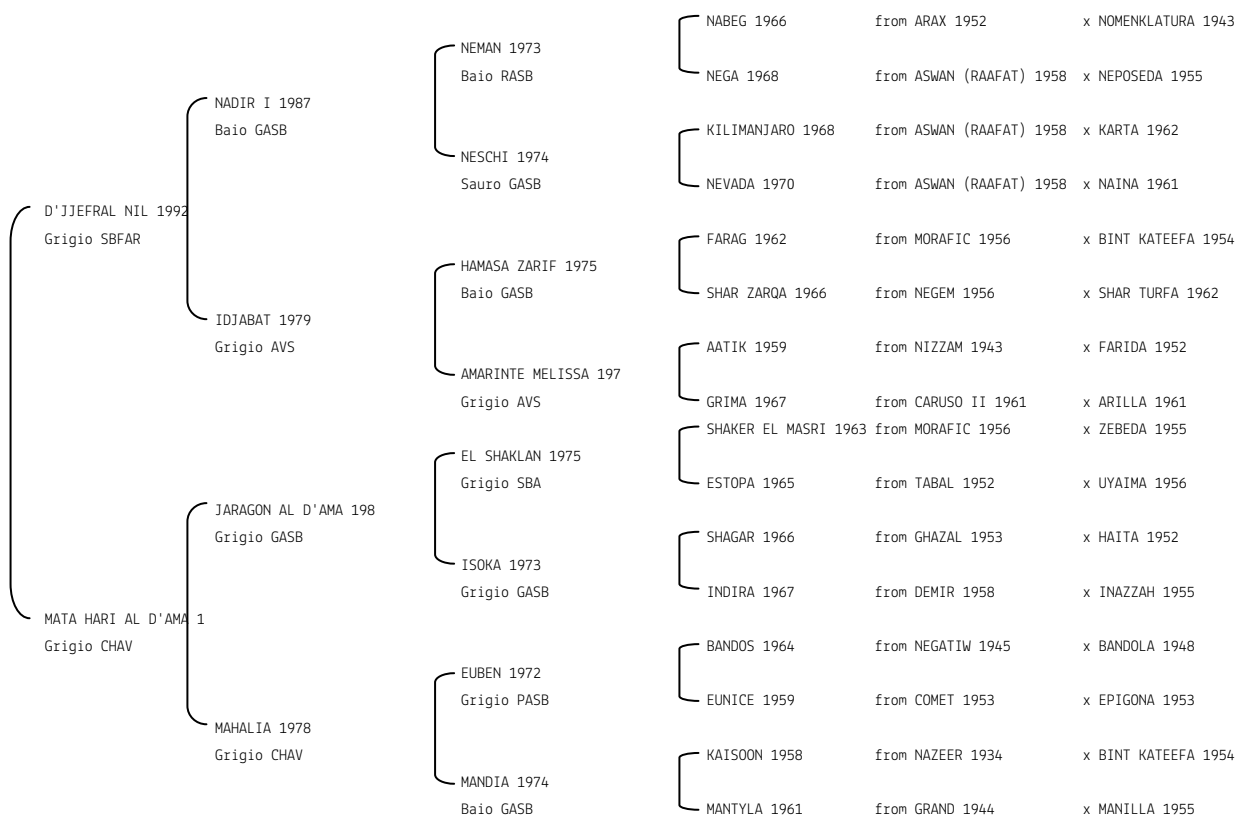 NABEG 1966 from ARAX 1952 x NOMENKLATURA 1943
NEMAN 1973
Baio RASB
NEGA 1968 from ASWAN (RAAFAT) 1958 x NEPOSEDA 1955
NADIR I 1987
Baio GASB
KILIMANJARO 1968 from ASWAN (RAAFAT) 1958 x KARTA 1962
NESCHI 1974
Sauro GASB
NEVADA 1970 from ASWAN (RAAFAT) 1958 x NAINA 1961
D'JJEFRAL NIL 1992
Grigio SBFAR
FARAG 1962 from MORAFIC 1956 x BINT KATEEFA 1954
HAMASA ZARIF 1975
Baio GASB
SHAR ZARQA 1966 from NEGEM 1956 x SHAR TURFA 1962
IDJABAT 1979
Grigio AVS
AATIK 1959 from NIZZAM 1943 x FARIDA 1952
AMARINTE MELISSA 197
Grigio AVS
GRIMA 1967 from CARUSO II 1961 x ARILLA 1961
SHAKER EL MASRI 1963 from MORAFIC 1956 x ZEBEDA 1955
EL SHAKLAN 1975
Grigio SBA
ESTOPA 1965 from TABAL 1952 x UYAIMA 1956
JARAGON AL D'AMA 198
Grigio GASB
SHAGAR 1966 from GHAZAL 1953 x HAITA 1952
ISOKA 1973
Grigio GASB
INDIRA 1967 from DEMIR 1958 x INAZZAH 1955
MATA HARI AL D'AMA 1
Grigio CHAV
BANDOS 1964 from NEGATIW 1945 x BANDOLA 1948
EUBEN 1972
Grigio PASB
EUNICE 1959 from COMET 1953 x EPIGONA 1953
MAHALIA 1978
Grigio CHAV
KAISOON 1958 from NAZEER 1934 x BINT KATEEFA 1954
MANDIA 1974
Baio GASB
MANTYLA 1961 from GRAND 1944 x MANILLA 1955